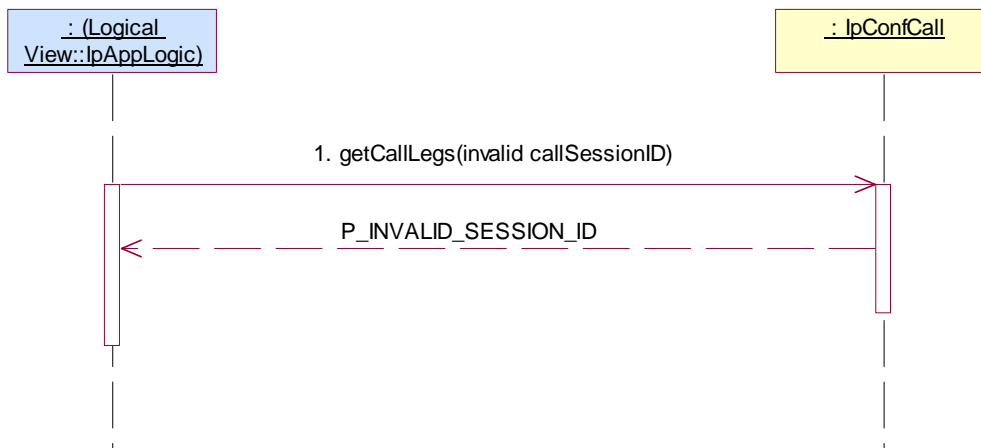 : (Logical
View::IpAppLogic)
: IpConfCall
1. getCallLegs(invalid callSessionID)
P_INVALID_SESSION_ID